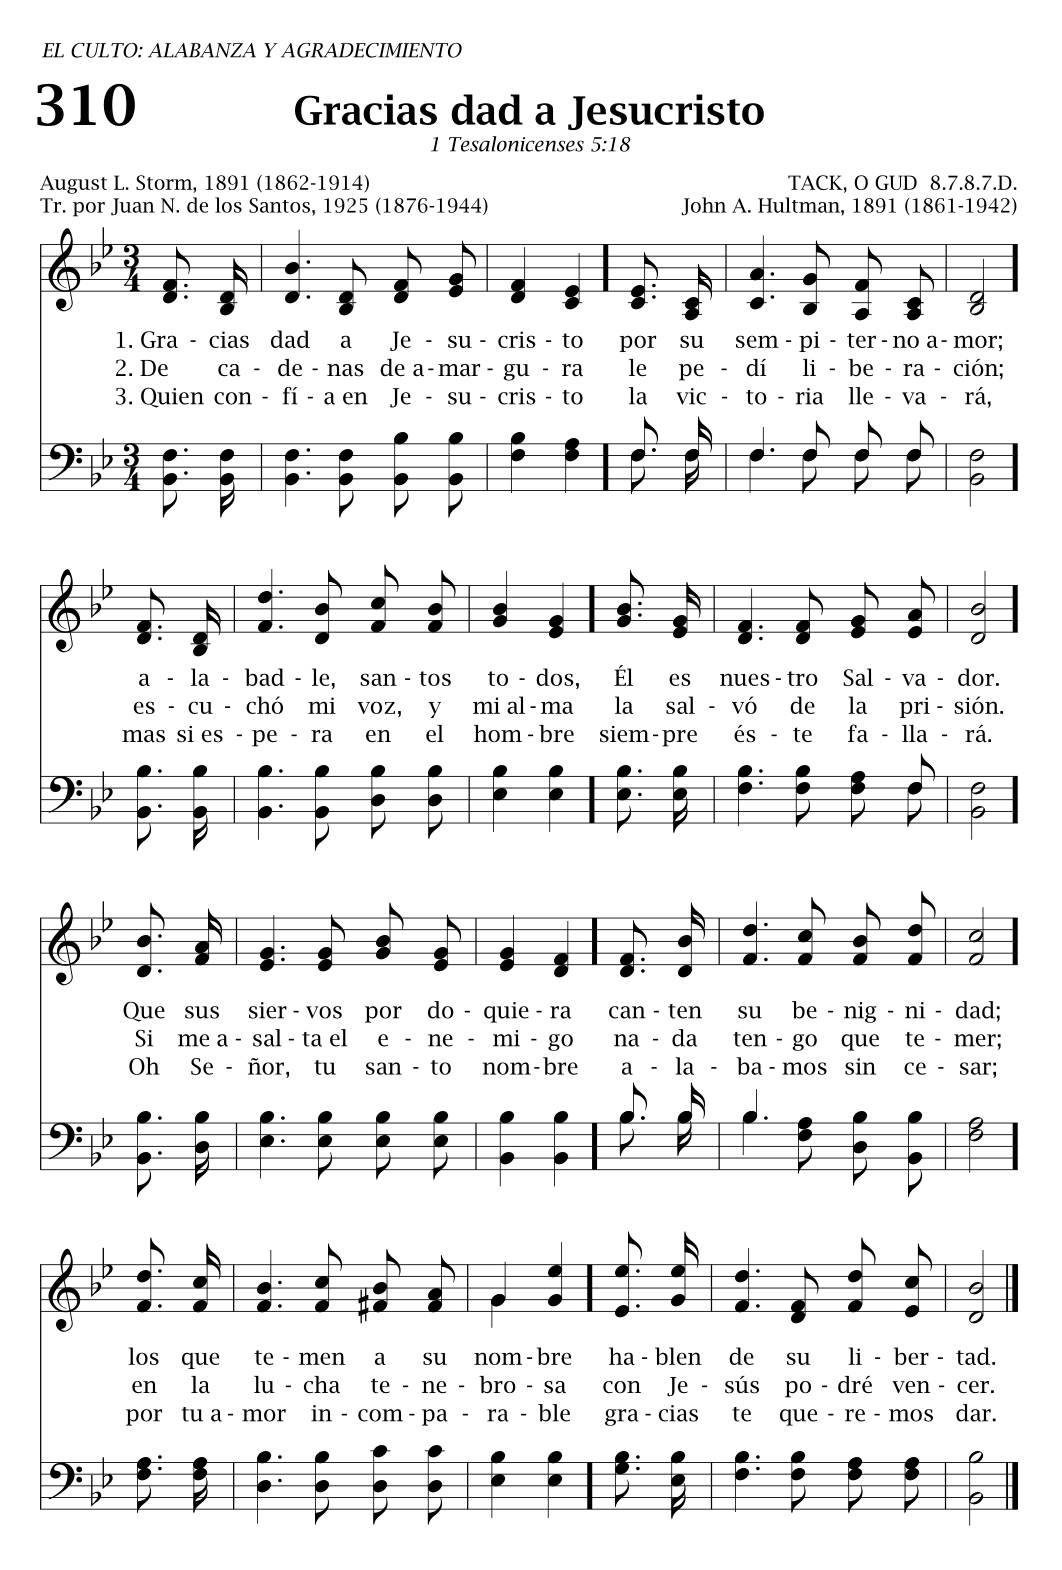 EL CULTO: ALABANZA Y AGRADECIMIENTO
310
Gracias dad a Jesucristo
1 Tesalonicenses 5:18
August L. Storm, 1891 (1862-1914)
TACK, O GUD 8.7.8.7.D.
Tr. por Juan N. de los Santos, 1925 (1876-1944)
John A. Hultman, 1891 (1861-1942)
3
4
1. Gra - cias dad a Je - su - cris - to por su sem - pi - ter - no a - mor;
2. De ca - de - nas de a - mar - gu - ra le pe - dí li - be - ra - ción;
3. Quien con - fí - a en Je - su - cris - to la vic - to - ria lle - va - rá,
3
4
a - la - bad - le, san - tos to - dos, Él es nues - tro Sal - va - dor.
es - cu - chó mi voz, y mi al - ma la sal - vó de la pri - sión.
mas si es - pe - ra en el hom - bre siem - pre és - te fa - lla - rá.
Que sus sier - vos por do - quie - ra can - ten su be - nig - ni - dad;
Si me a - sal - ta el e - ne - mi - go na - da ten - go que te - mer;
Oh Se - ñor, tu san - to nom - bre a - la - ba - mos sin ce - sar;
los que te - men a su nom - bre ha - blen de su li - ber - tad.
en la lu - cha te - ne - bro - sa con Je - sús po - dré ven - cer.
por tu a - mor in - com - pa - ra - ble gra - cias te que - re - mos dar.